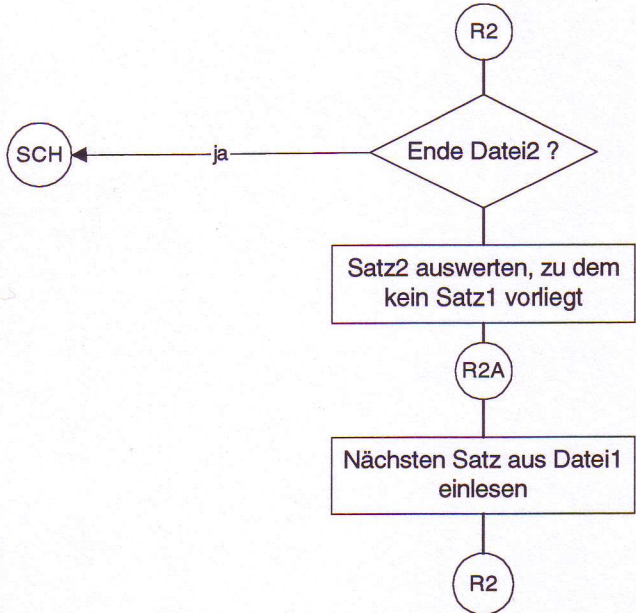 R2
SCH
ja
Ende Datei2 ?
Satz2 auswerten, zu dem
kein Satz1 vorliegt
R2A
Nächsten Satz aus Datei1
einlesen
R2